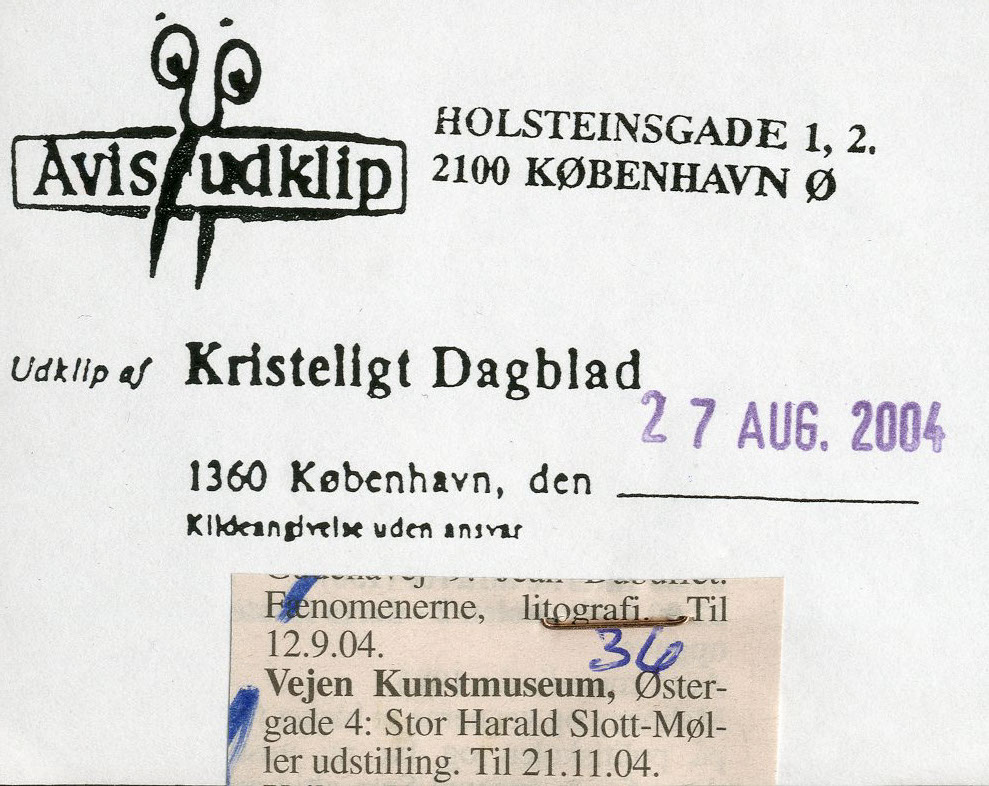 Avis udklip
HOLSTEINSGADE 1, 2.
2100 KØBENHAVN Ø
Udklip af Kristeligt Dagblad
27 AUG. 2004
1360 København, den
Kildeangivelse uden ansvar
Jean Dubuffet:
Fænomenerne, litografi. Til
12.9.04.
36
Vejen Kunstmuseum, Øster-
gade 4: Stor Harald Slott-Møl-
ler udstilling. Til 21.11.04.